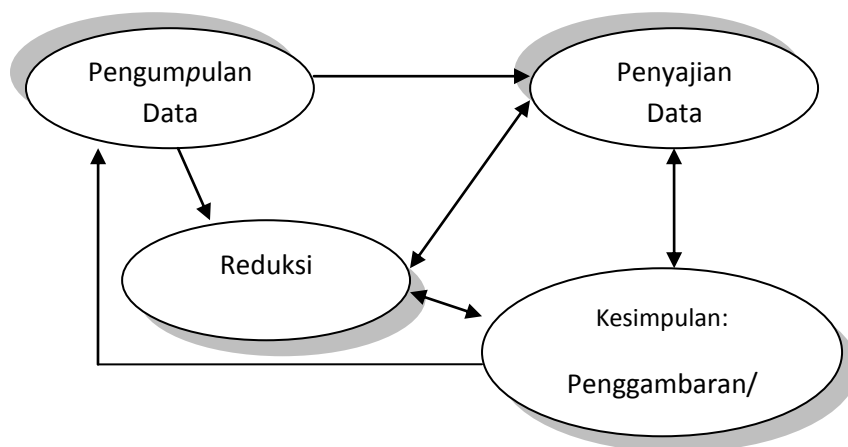 Pengumpulan
Data
Penyajian
Data
Reduksi
Kesimpulan:
Penggambaran/